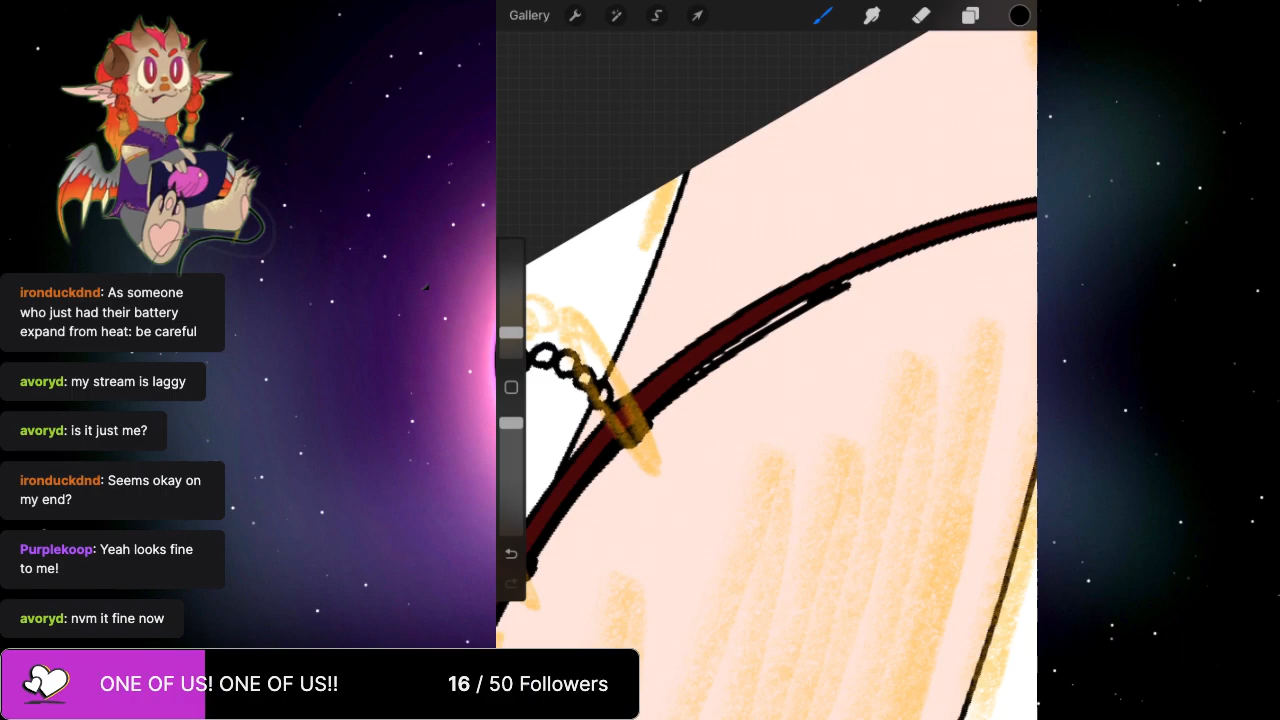 Gallery
ironduckdnd: As someone
who just had their battery
expand from heat: be careful
avoryd: my stream is laggy
avoryd: is it just me?
ironduckdnd: Seems okay on
my end?
Purplekoop: Yeah looks fine
to me!
avoryd: nvm it fine now
ONE OF US! ONE OF US!!
16 / 50 Followers